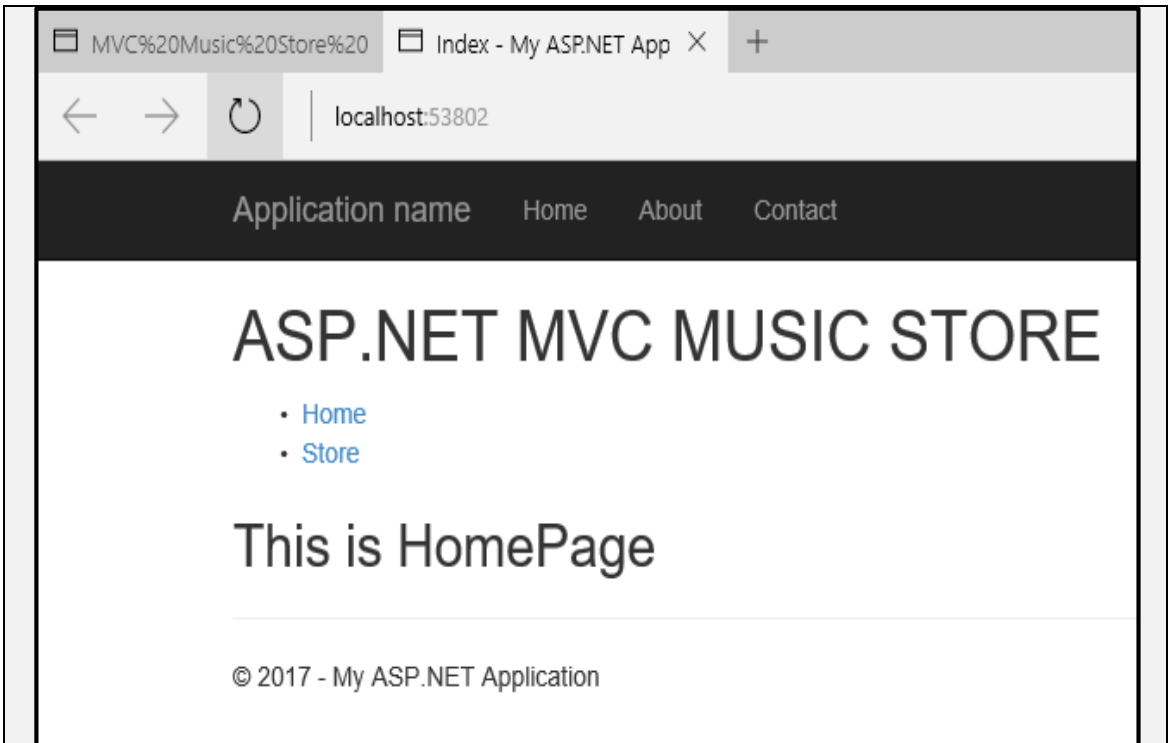 MVC%20Music%20Store%20 Index - My ASP.NET App
localhost:53802
Application name Home About Contact
ASP.NET MVC MUSIC STORE
• Home
• Store
This is HomePage
© 2017 - My ASP.NET Application